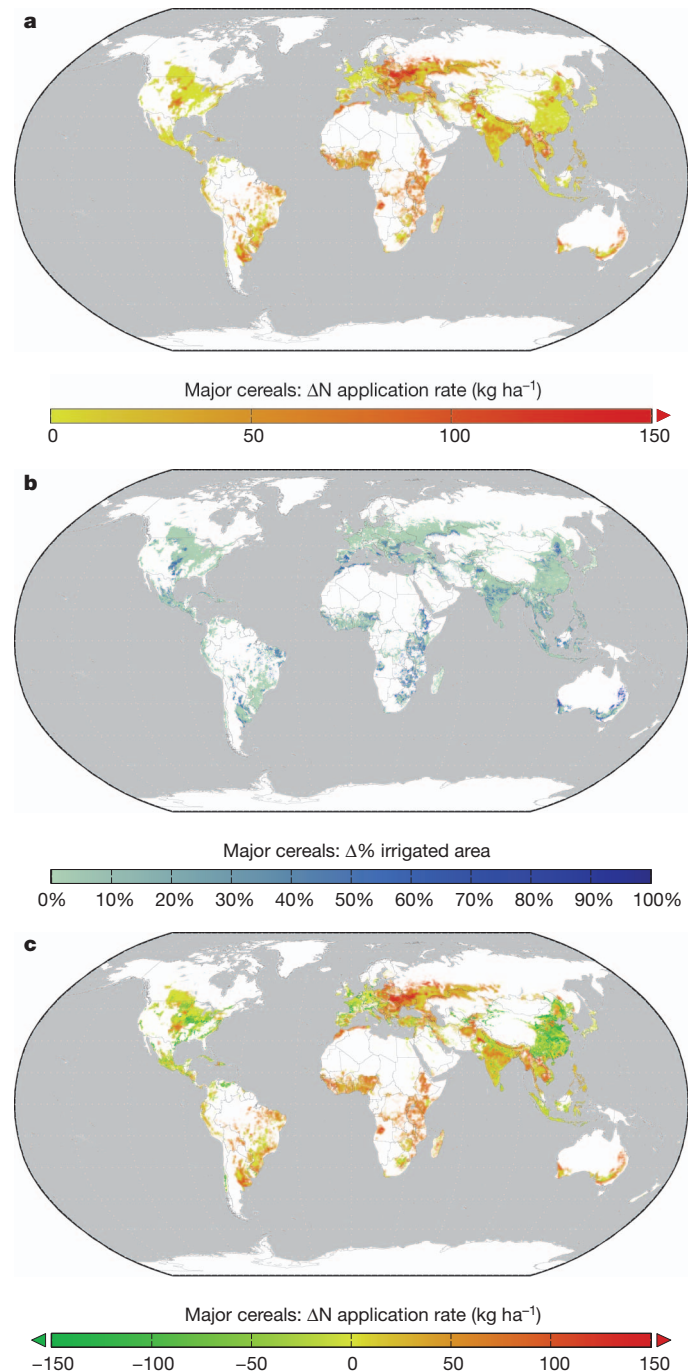 a
Major cereals: ΔN application rate (kg ha⁻¹)
0 50 100 150
b
Major cereals: Δ% irrigated area
0% 10% 20% 30% 40% 50% 60% 70% 80% 90% 100%
c
Major cereals: ΔN application rate (kg ha⁻¹)
−150 −100 −50 0 50 100 150